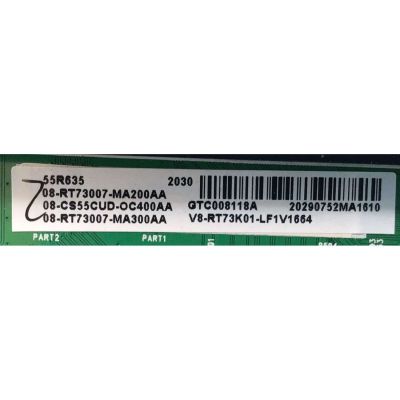 55R635 2030
08-RT73007-MA200AA
08-CS55CUD-OC400AA GTC008118A 20290752MA1610
08-RT73007-MA300AA V8-RT73K01-LF1V1664
PART2 PART1